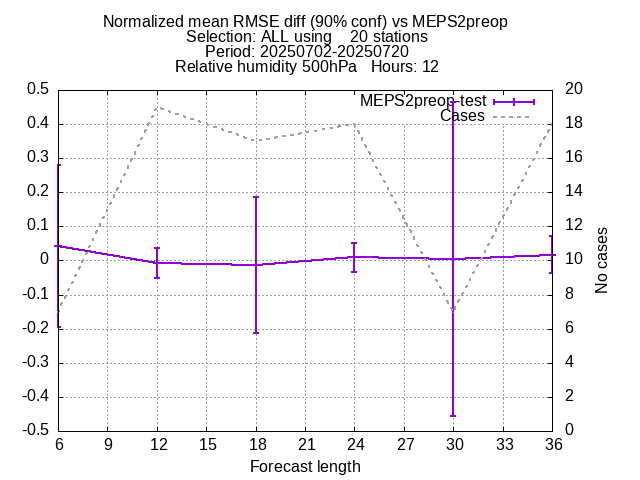 Normalized mean RMSE diff (90% conf) vs MEPS2preop
Selection: ALL using    20 stations
Period: 20250702-20250720
Relative humidity 500hPa   Hours: 12
MEPS2preop-test
Cases
0.5
0.4
0.3
0.2
0.1
0
-0.1
-0.2
-0.3
-0.4
-0.5
20
18
16
14
12
10
8
6
4
2
0
No cases
6 9 12 15 18 21 24 27 30 33 36
Forecast length